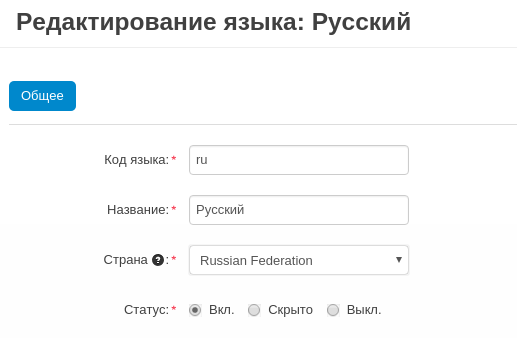 Редактирование языка: Русский
Общее
Код языка:* ru
Название:* Русский
Страна ?:* Russian Federation
Статус:* Вкл. Скрыто Выкл.